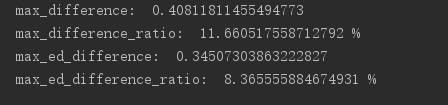 max_difference:  0.40811811455494773
max_difference_ratio:  11.660517558712792 %
max_ed_difference:  0.34507303863222827
max_ed_difference_ratio:  8.365555884674931 %